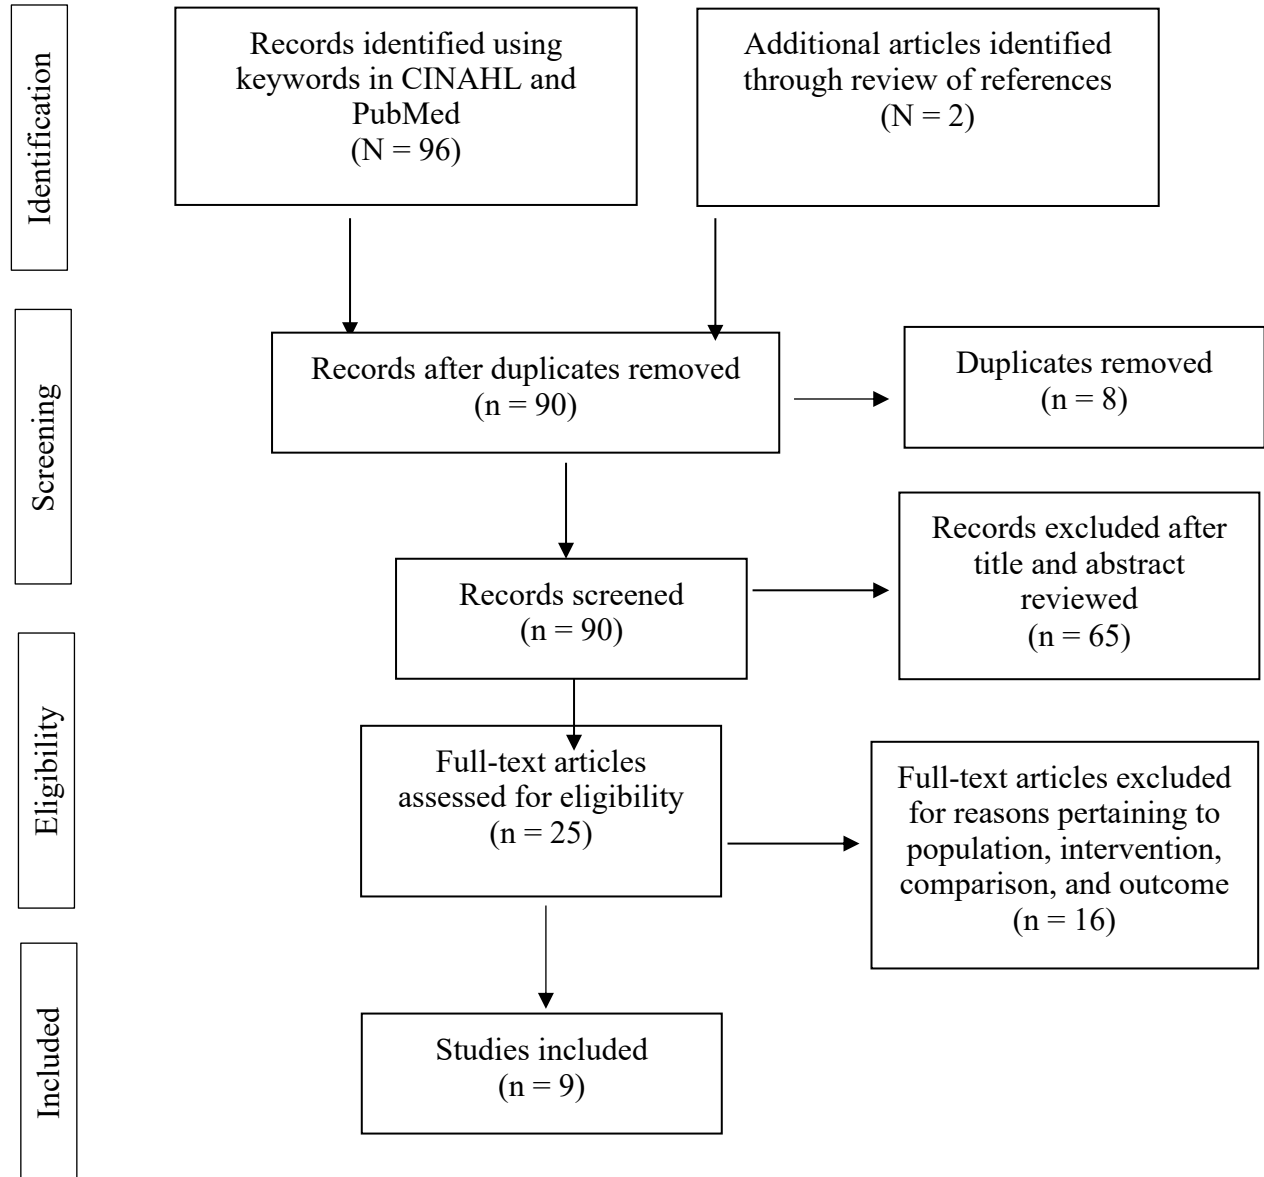 Identification
Records identified using
keywords in CINAHL and
PubMed
(N = 96)
Additional articles identified
through review of references
(N = 2)
Screening
Records after duplicates removed
(n = 90)
Duplicates removed
(n = 8)
Records screened
(n = 90)
Records excluded after
title and abstract
reviewed
(n = 65)
Eligibility
Full-text articles
assessed for eligibility
(n = 25)
Full-text articles excluded
for reasons pertaining to
population, intervention,
comparison, and outcome
(n = 16)
Included
Studies included
(n = 9)